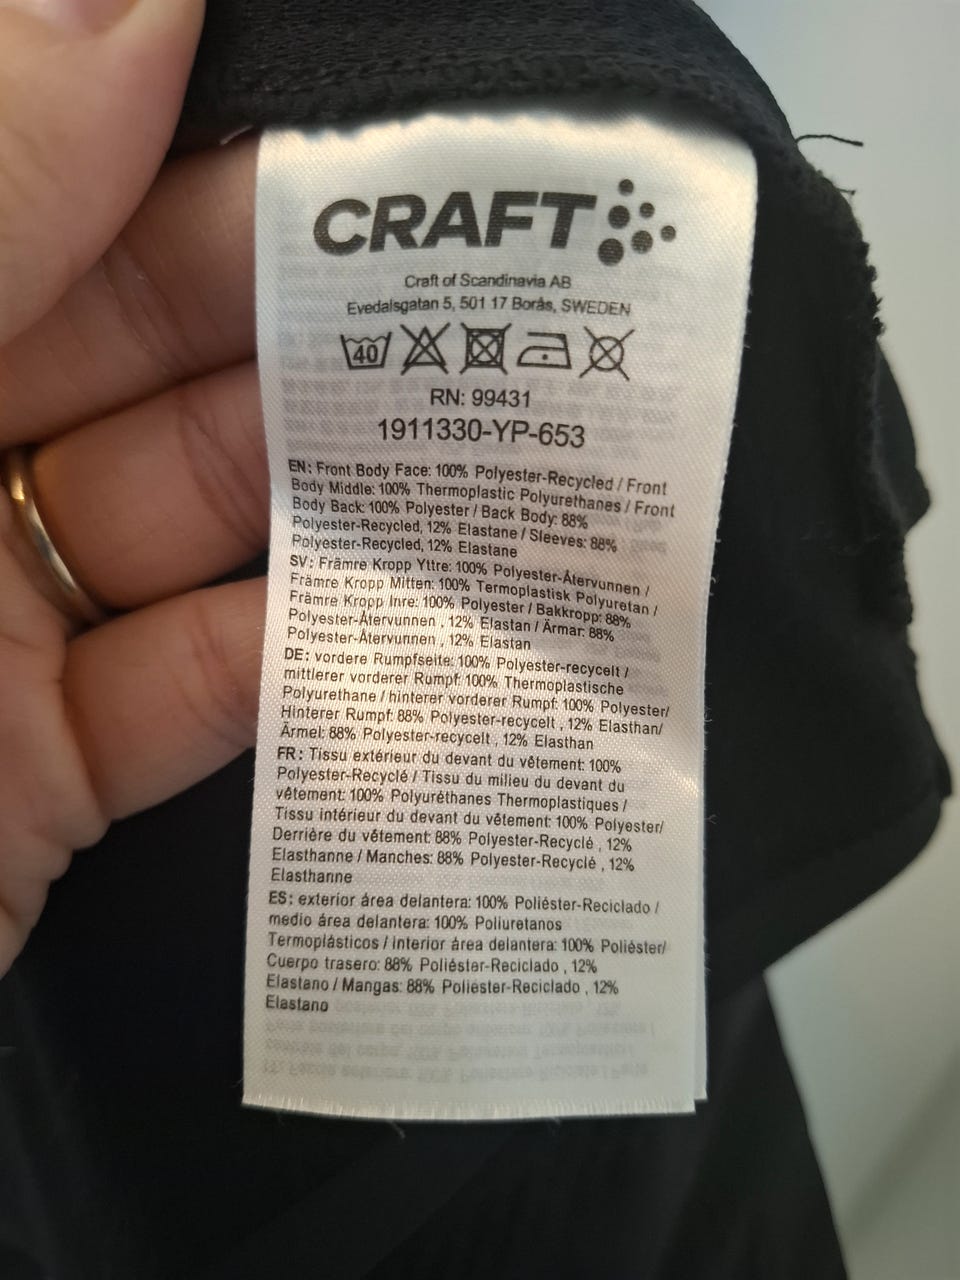 CRAFT
Craft of Scandinavia AB
Evedalsgatan 5, 501 17 Borås, SWEDEN
40
RN: 99431
1911330-YP-653
EN: Front Body Face: 100% Polyester-Recycled / Front
Body Middle: 100% Thermoplastic Polyurethanes / Front
Body Back: 100% Polyester / Back Body: 88%
Polyester-Recycled, 12% Elastane / Sleeves: 88%
Polyester-Recycled, 12% Elastane
SV: Främre Kropp Yttre: 100% Polyester-Återvunnen /
Främre Kropp Mitten: 100% Termoplastisk Polyuretan /
Främre Kropp Inre: 100% Polyester / Bakkropp: 88%
Polyester-Återvunnen , 12% Elastan / Ärmar: 88%
Polyester-Återvunnen , 12% Elastan
DE: vordere Rumpfseite: 100% Polyester-recycelt /
mittlerer vorderer Rumpf: 100% Thermoplastische
Polyurethane / hinterer vorderer Rumpf: 100% Polyester/
Hinterer Rumpf: 88% Polyester-recycelt , 12% Elasthan/
Ärmel: 88% Polyester-recycelt , 12% Elasthan
FR: Tissu extérieur du devant du vêtement: 100%
Polyester-Recyclé / Tissu du milieu du devant du
vêtement: 100% Polyuréthanes Thermoplastiques /
Tissu intérieur du devant du vêtement: 100% Polyester/
Derrière du vêtement: 88% Polyester-Recyclé , 12%
Elasthanne / Manches: 88% Polyester-Recyclé , 12%
Elasthanne
ES: exterior área delantera: 100% Poliéster-Reciclado /
medio área delantera: 100% Poliuretanos
Termoplásticos / interior área delantera: 100% Poliéster/
Cuerpo trasero: 88% Poliéster-Reciclado , 12%
Elastano / Mangas: 88% Poliéster-Reciclado , 12%
Elastano